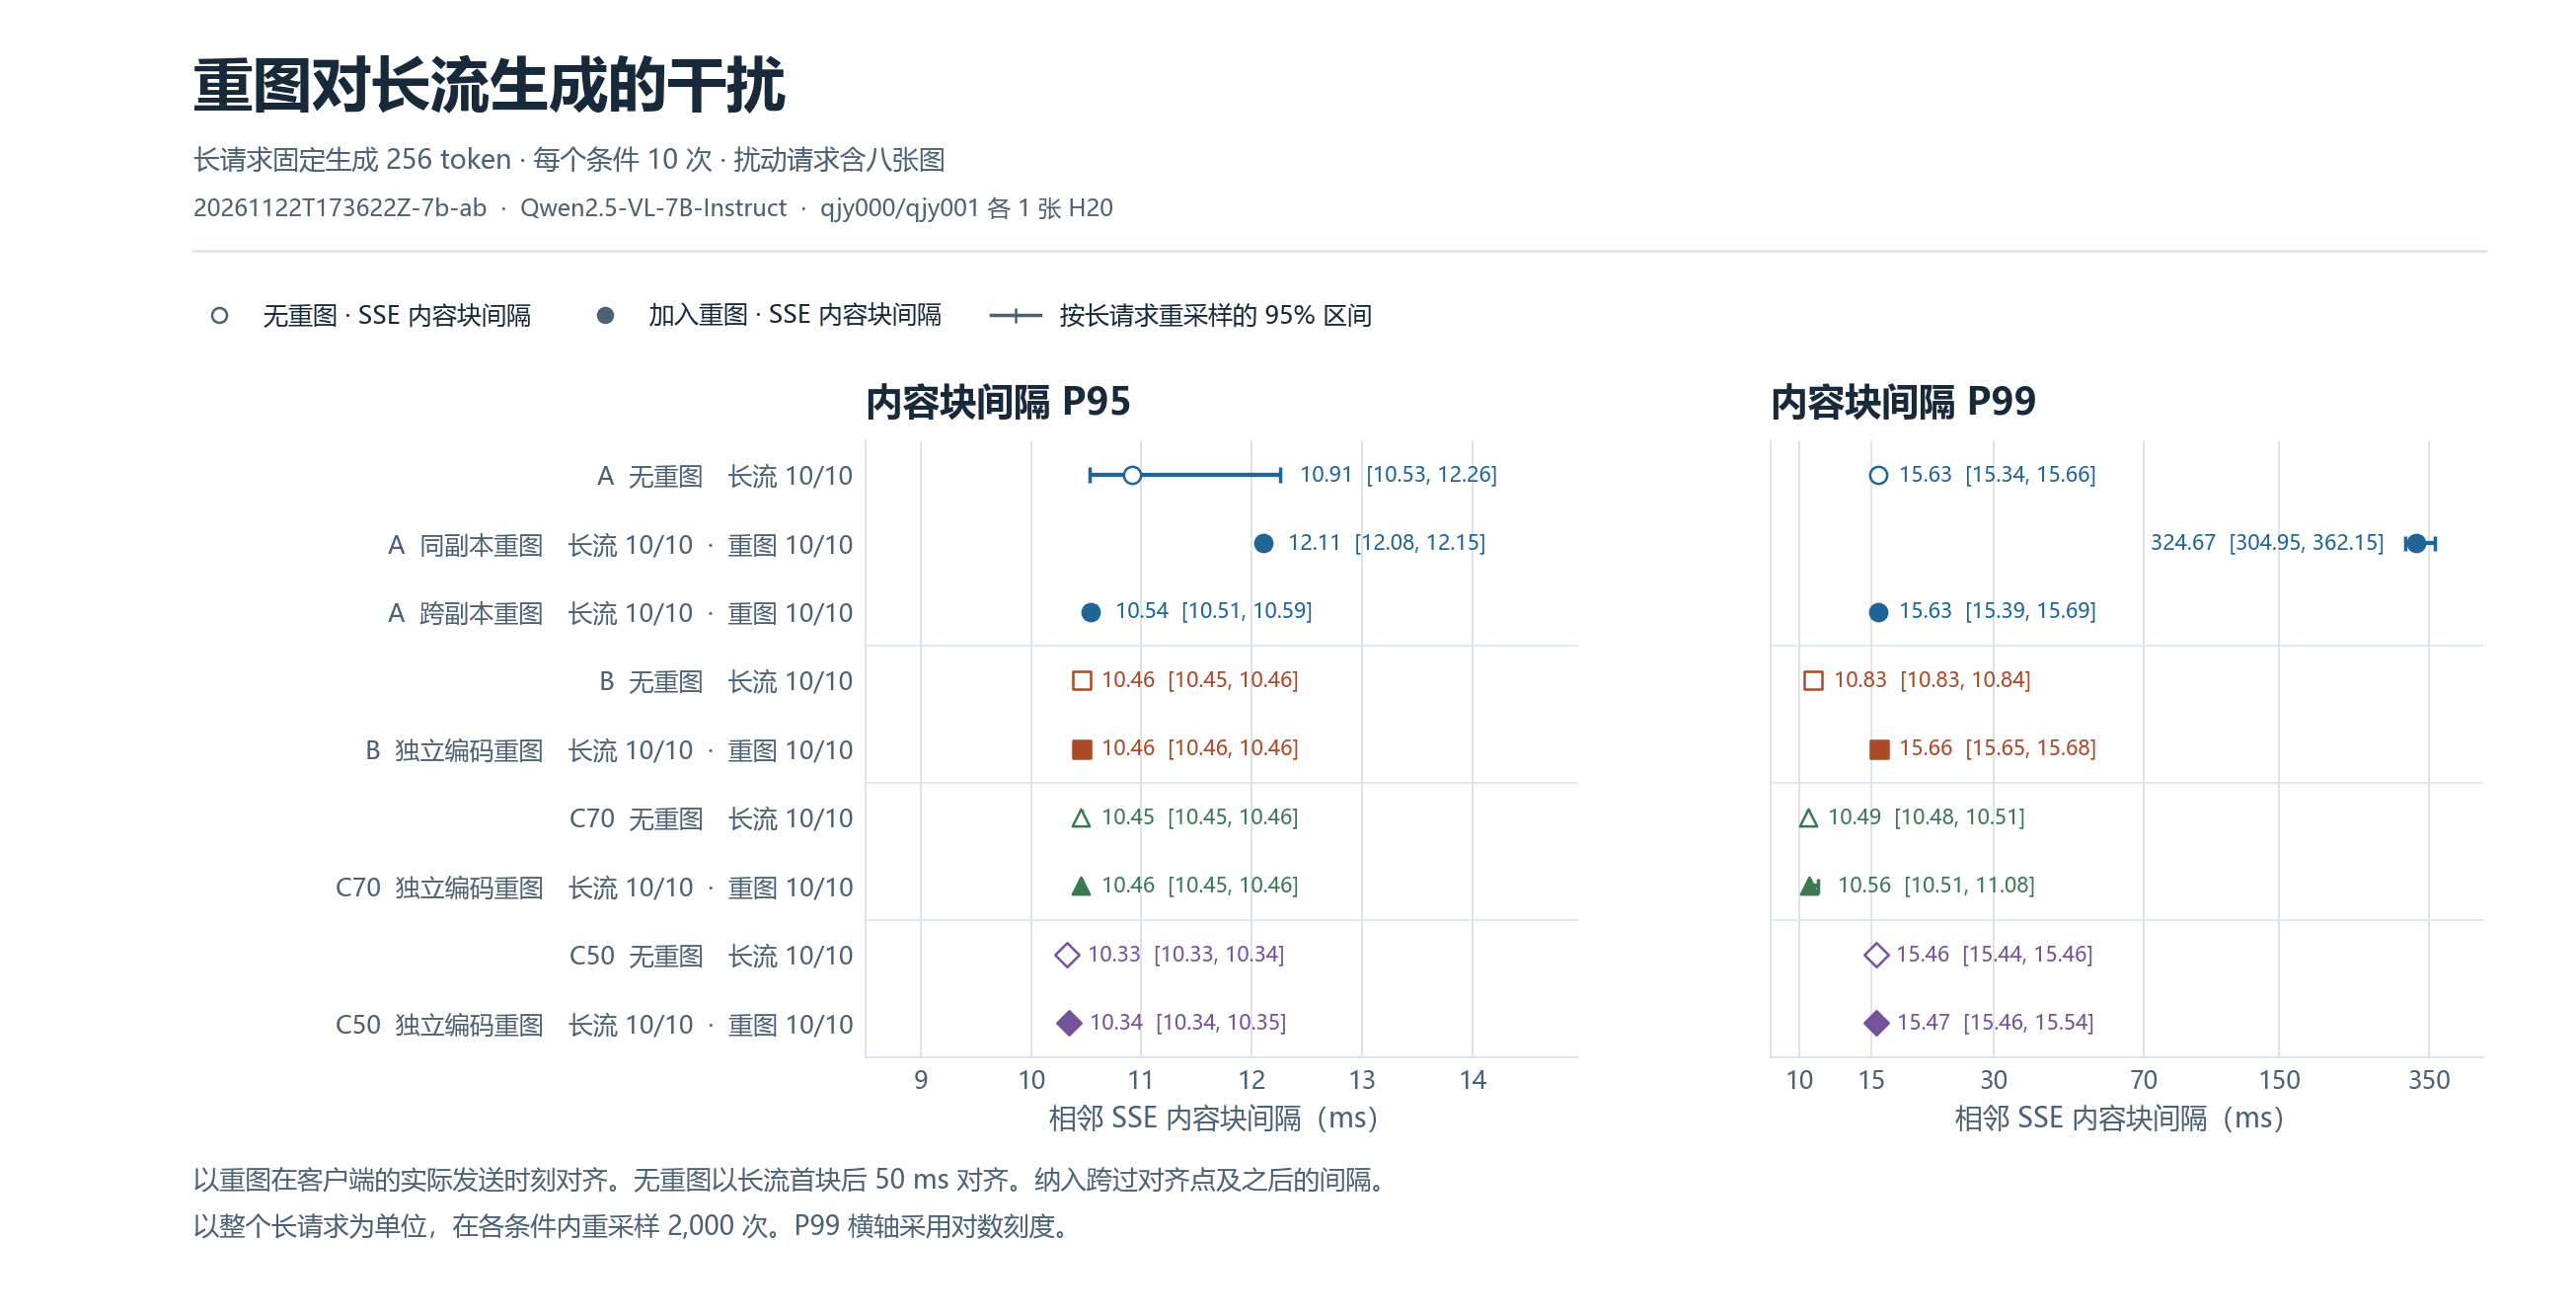 重图对长流生成的干扰
长请求固定生成 256 token · 每个条件 10 次 · 扰动请求含八张图
20261122T173622Z-7b-ab · Qwen2.5-VL-7B-Instruct · qjy000/qjy001 各 1 张 H20
无重图 · SSE 内容块间隔 加入重图 · SSE 内容块间隔 按长请求重采样的 95% 区间
内容块间隔 P95 内容块间隔 P99
A 无重图 长流 10/10 10.91 [10.53, 12.26] 15.63 [15.34, 15.66]
A 同副本重图 长流 10/10 · 重图 10/10 12.11 [12.08, 12.15] 324.67 [304.95, 362.15]
A 跨副本重图 长流 10/10 · 重图 10/10 10.54 [10.51, 10.59] 15.63 [15.39, 15.69]
B 无重图 长流 10/10 10.46 [10.45, 10.46] 10.83 [10.83, 10.84]
B 独立编码重图 长流 10/10 · 重图 10/10 10.46 [10.46, 10.46] 15.66 [15.65, 15.68]
C70 无重图 长流 10/10 10.45 [10.45, 10.46] 10.49 [10.48, 10.51]
C70 独立编码重图 长流 10/10 · 重图 10/10 10.46 [10.45, 10.46] 10.56 [10.51, 11.08]
C50 无重图 长流 10/10 10.33 [10.33, 10.34] 15.46 [15.44, 15.46]
C50 独立编码重图 长流 10/10 · 重图 10/10 10.34 [10.34, 10.35] 15.47 [15.46, 15.54]
9 10 11 12 13 14 10 15 30 70 150 350
相邻 SSE 内容块间隔（ms） 相邻 SSE 内容块间隔（ms）
以重图在客户端的实际发送时刻对齐。无重图以长流首块后 50 ms 对齐。纳入跨过对齐点及之后的间隔。
以整个长请求为单位，在各条件内重采样 2,000 次。P99 横轴采用对数刻度。